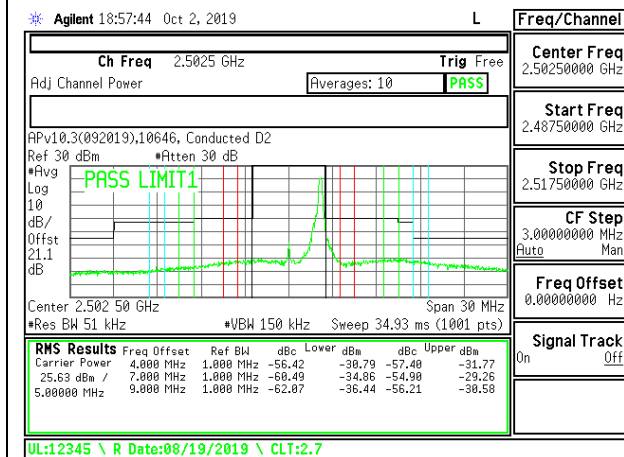 Agilent 18:57:44 Oct 2, 2019 L
Ch Freq 2.5025 GHz Trig Free
Adj Channel Power Averages: 10 PASS
APv10.3(092019),10646, Conducted D2
Ref 30 dBm #Atten 30 dB
#Avg
Log
10
dB/
Offst
21.1
dB
PASS LIMIT1
Center 2.502 50 GHz Span 30 MHz
#Res BW 51 kHz #VBW 150 kHz Sweep 34.93 ms (1001 pts)
RMS Results Freq Offset Ref BW dBc Lower dBm dBc Upper dBm
Carrier Power 4.000 MHz 1.000 MHz -56.42 -30.79 -57.40 -31.77
25.63 dBm / 7.000 MHz 1.000 MHz -60.49 -34.86 -54.90 -29.26
5.00000 MHz 9.000 MHz 1.000 MHz -62.07 -36.44 -56.21 -30.58
UL:12345 \ R Date:08/19/2019 \ CLT:2.7
Freq/Channel
Center Freq
2.50250000 GHz
Start Freq
2.48750000 GHz
Stop Freq
2.51750000 GHz
CF Step
3.00000000 MHz
Auto Man
Freq Offset
0.00000000 Hz
Signal Track
On Off